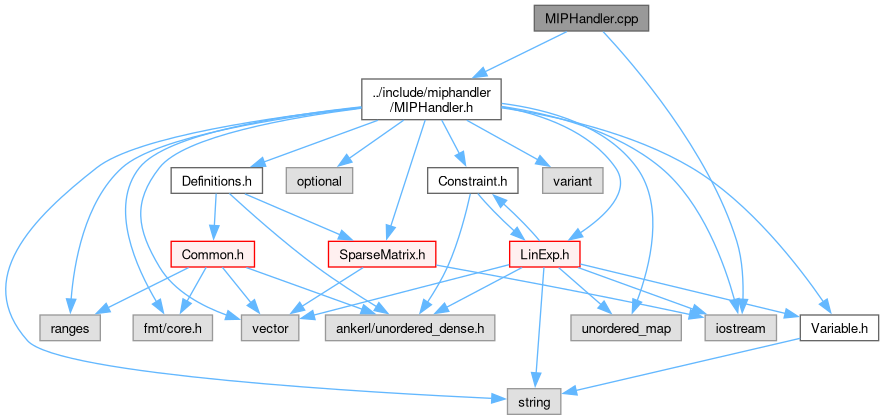 MIPHandler.cpp
../include/miphandler
/MIPHandler.h
Definitions.h
optional
Constraint.h
variant
Common.h
SparseMatrix.h
LinExp.h
ranges
fmt/core.h
vector
ankerl/unordered_dense.h
unordered_map
iostream
Variable.h
string